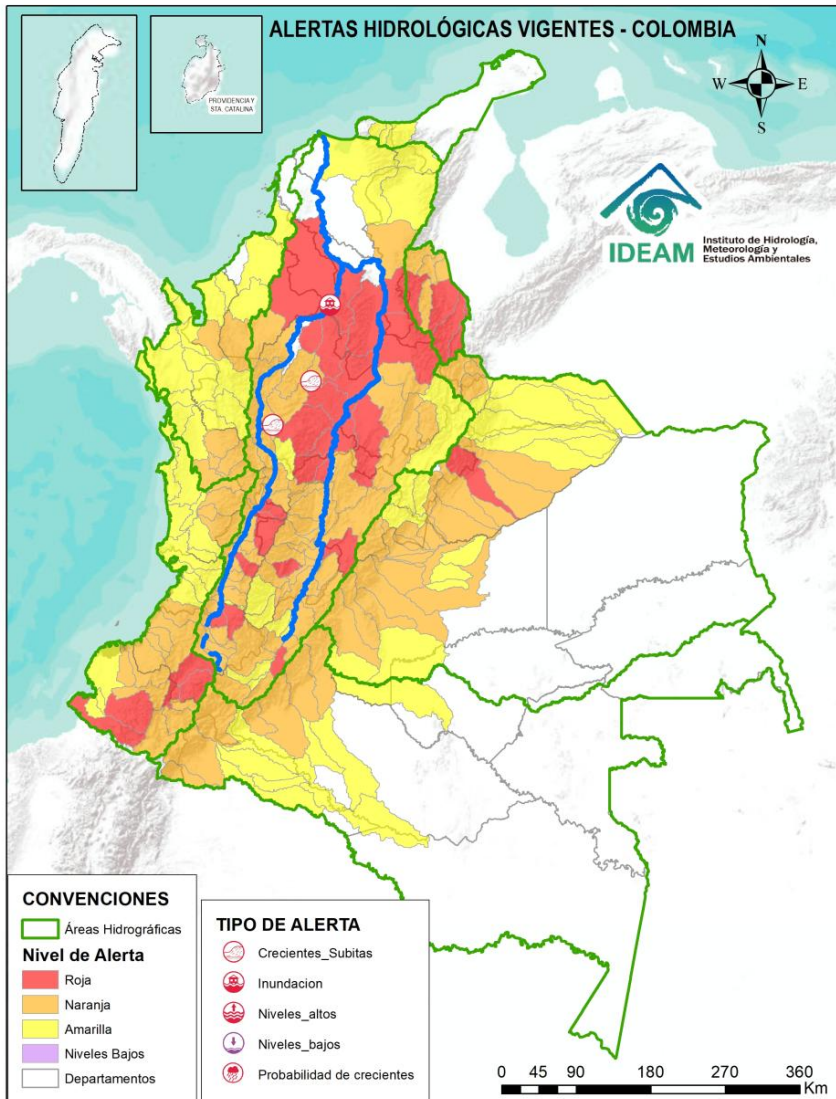 ALERTAS HIDROLÓGICAS VIGENTES - COLOMBIA
PROVIDENCIA Y
STA. CATALINA
N
W
E
S
IDEAM
Instituto de Hidrología,
Meteorología y
Estudios Ambientales
CONVENCIONES
Áreas Hidrográficas
Nivel de Alerta
Roja
Naranja
Amarilla
Niveles Bajos
Departamentos
TIPO DE ALERTA
Crecientes_Subitas
Inundacion
Niveles_altos
Niveles_bajos
Probabilidad de crecientes
0 45 90 180 270 360
Km